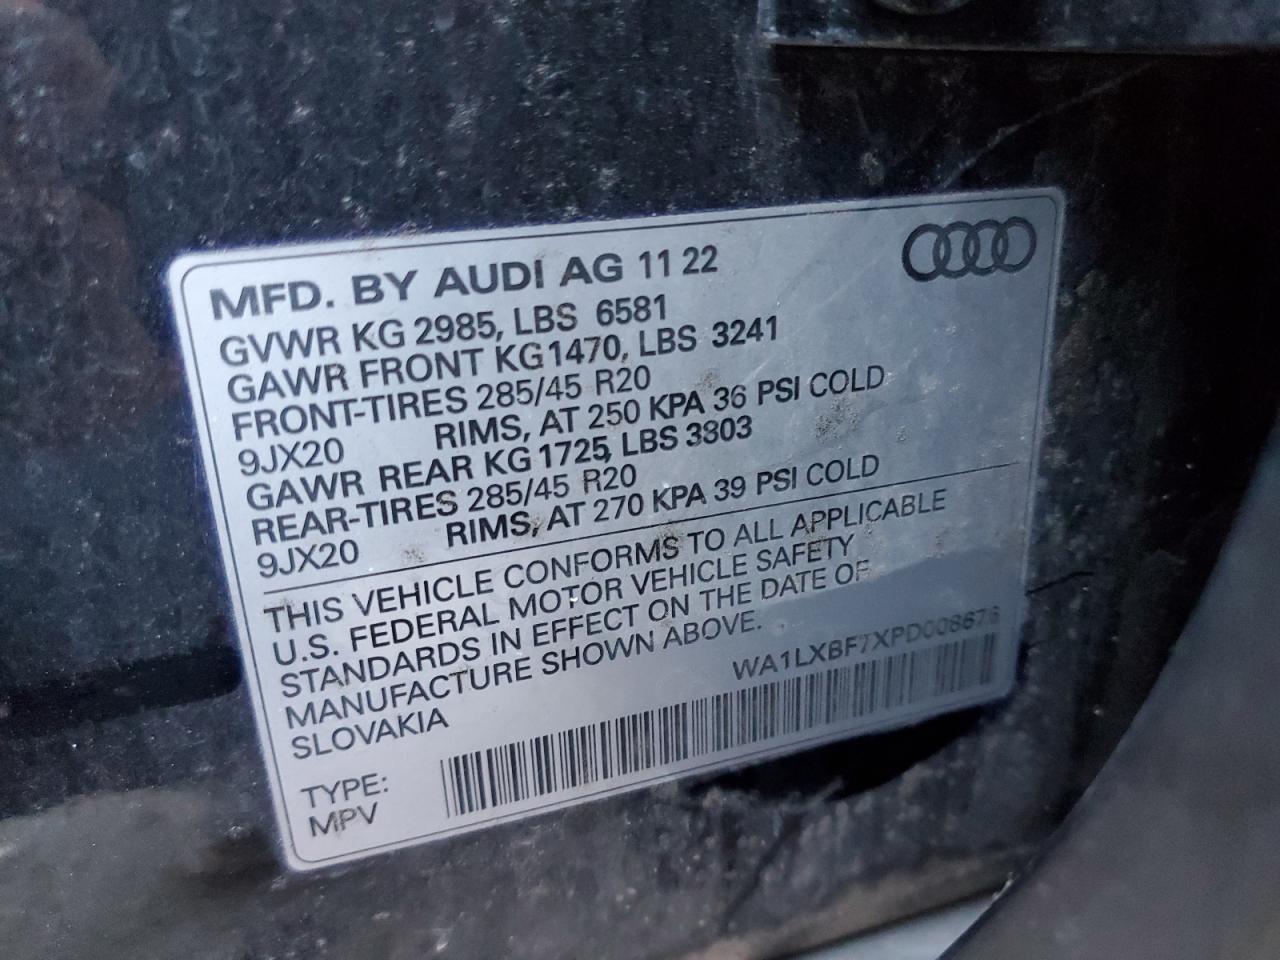 MFD. BY AUDI AG 11 22
GVWR KG 2985, LBS 6581
GAWR FRONT KG1470, LBS 3241
FRONT-TIRES 285/45 R20
9JX20 RIMS, AT 250 KPA 36 PSI COLD
GAWR REAR KG 1725, LBS 3803
REAR-TIRES 285/45 R20
9JX20 RIMS, AT 270 KPA 39 PSI COLD
THIS VEHICLE CONFORMS TO ALL APPLICABLE
U.S. FEDERAL MOTOR VEHICLE SAFETY
STANDARDS IN EFFECT ON THE DATE OF
MANUFACTURE SHOWN ABOVE.
SLOVAKIA
WA1LXBF7XPD008676
TYPE:
MPV